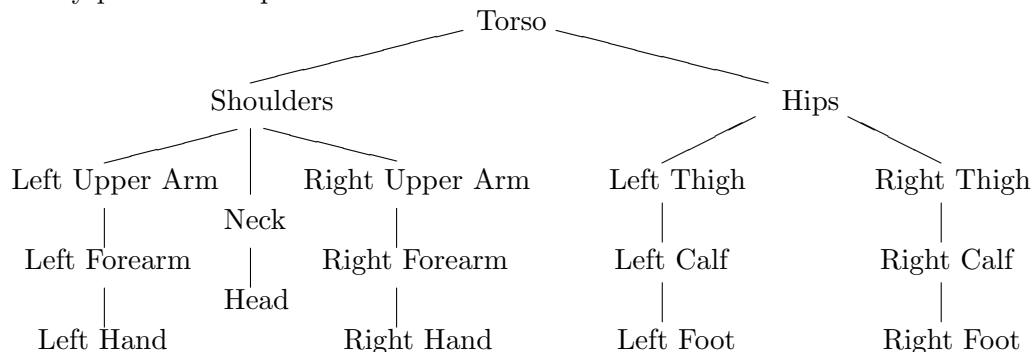 Torso
Shoulders Hips
Left Upper Arm Right Upper Arm Left Thigh Right Thigh
Neck
Left Forearm Right Forearm Left Calf Right Calf
Head
Left Hand Right Hand Left Foot Right Foot